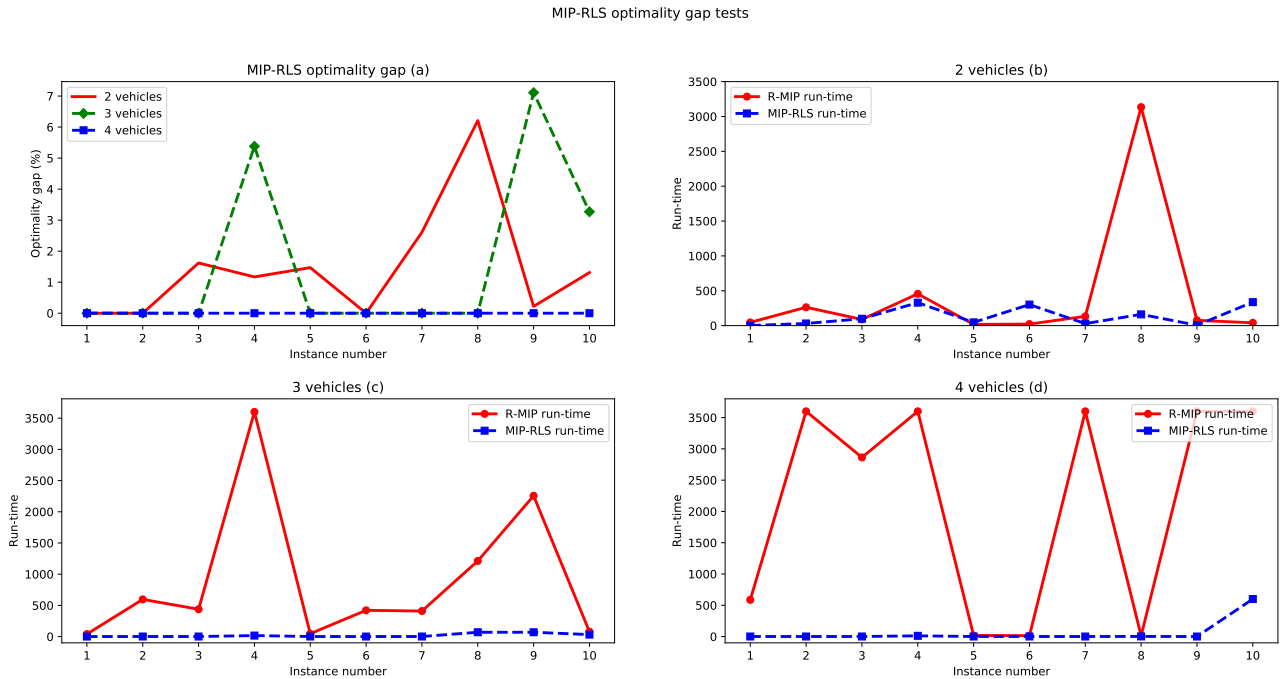 MIP-RLS optimality gap tests
MIP-RLS optimality gap (a)
2 vehicles
3 vehicles
4 vehicles
Optimality gap (%)
7
6
5
4
3
2
1
0
1 2 3 4 5 6 7 8 9 10
Instance number
2 vehicles (b)
R-MIP run-time
MIP-RLS run-time
Run-time
3500
3000
2500
2000
1500
1000
500
0
1 2 3 4 5 6 7 8 9 10
Instance number
3 vehicles (c)
R-MIP run-time
MIP-RLS run-time
Run-time
3500
3000
2500
2000
1500
1000
500
0
1 2 3 4 5 6 7 8 9 10
Instance number
4 vehicles (d)
R-MIP run-time
MIP-RLS run-time
Run-time
3500
3000
2500
2000
1500
1000
500
0
1 2 3 4 5 6 7 8 9 10
Instance number